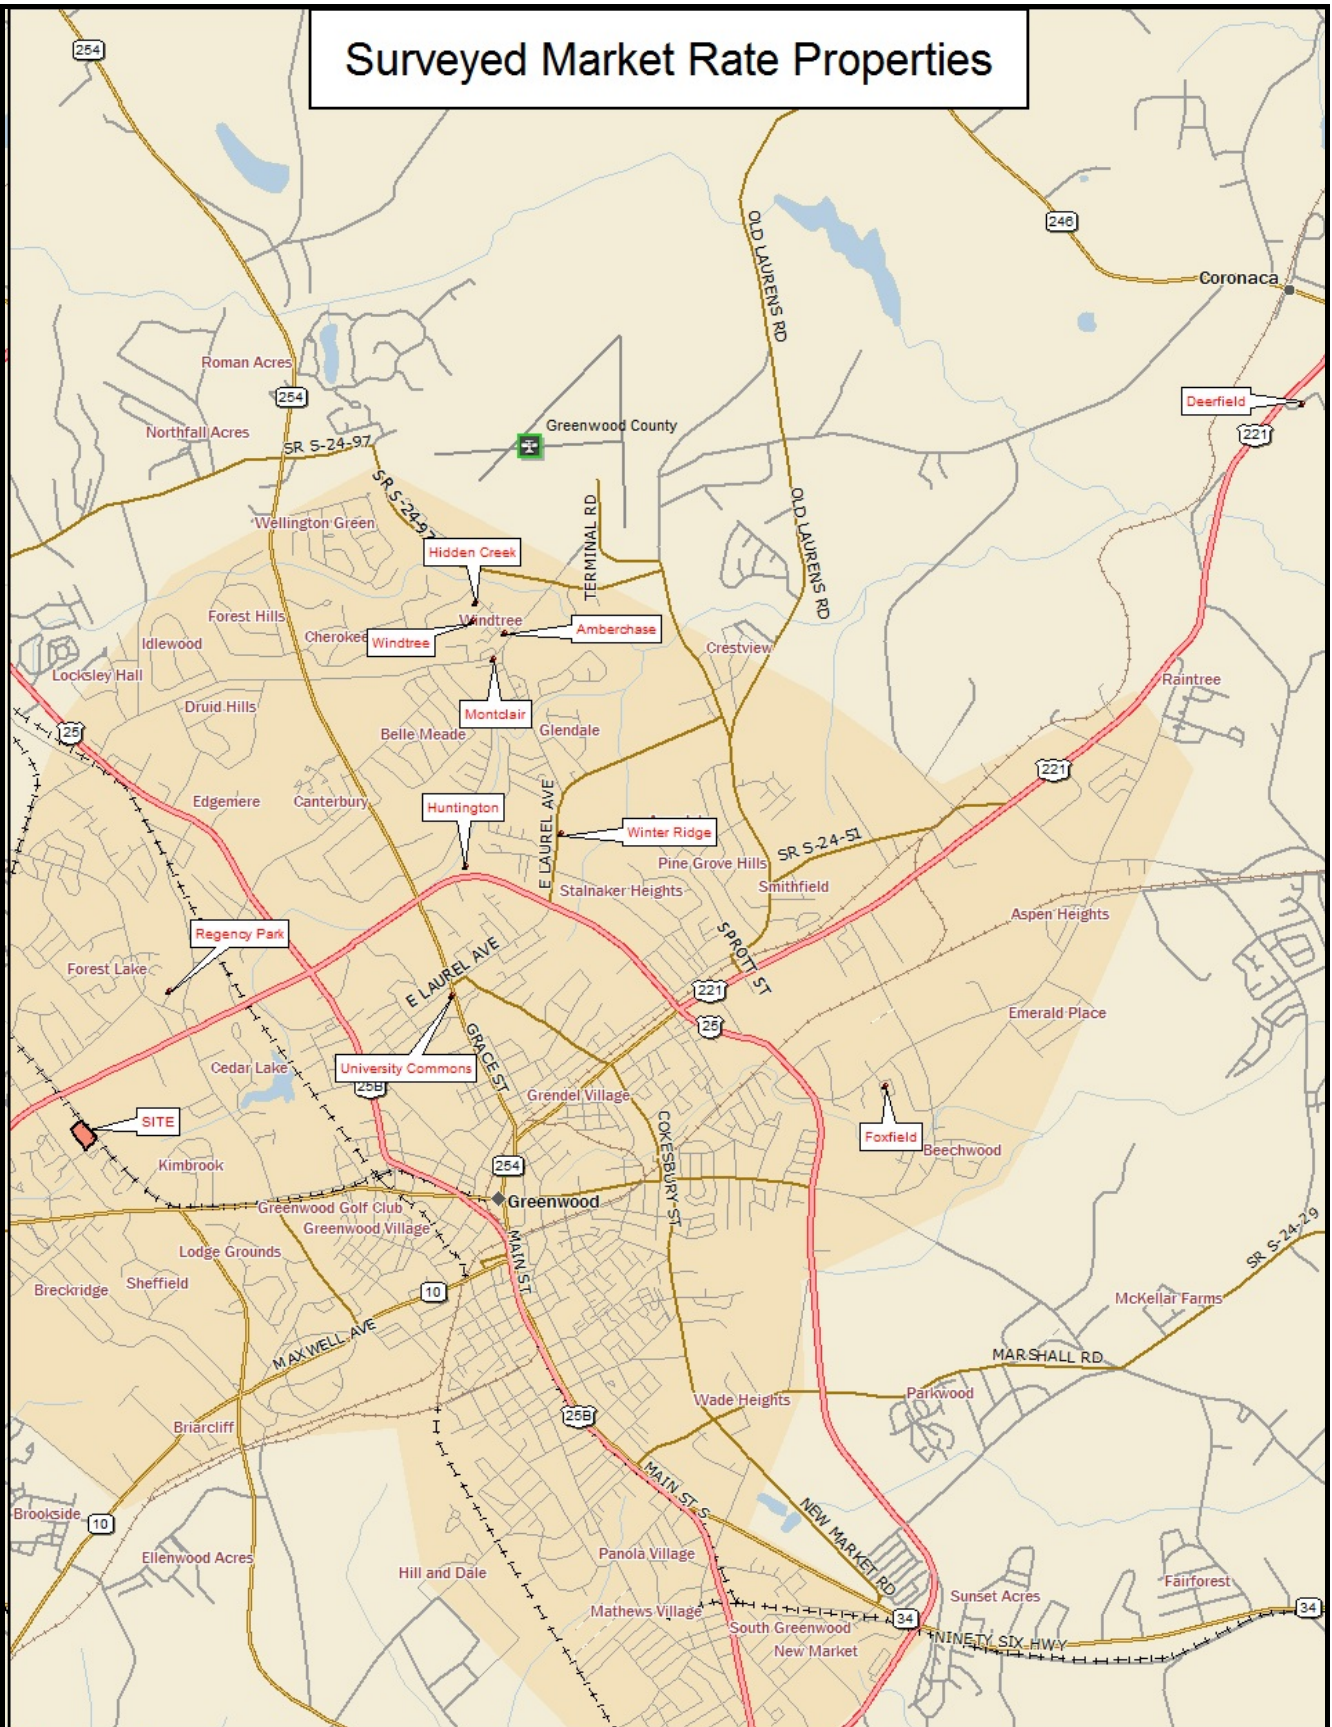 Surveyed Market Rate Properties
254
OLD LAURENS RD
246
Coronaca
Roman Acres
254
Deerfield
Northfall Acres
SR S-24-97
Greenwood County
221
SR S-24-97
TERMINAL RD
OLD LAURENS RD
Wellington Green
Hidden Creek
Forest Hills
Windtree
Idlewood
Cherokee
Windtree
Amberchase
Crestview
Locksley Hall
Raintree
Druid Hills
Montclair
25
Belle Meade
Glendale
221
Edgemere
Canterbury
Huntington
E LAUREL AVE
Winter Ridge
SR S-24-51
Pine Grove Hills
Stalnaker Heights
Smithfield
Aspen Heights
Regency Park
SPROTT ST
Forest Lake
E LAUREL AVE
221
25
Emerald Place
GRACE ST
Cedar Lake
University Commons
25B
Grendel Village
SITE
COKESBURY ST
Foxfield
Beechwood
Kimbrook
254
Greenwood
Greenwood Golf Club
Greenwood Village
MAIN ST
SR S-24-29
Lodge Grounds
Breckridge
Sheffield
10
McKellar Farms
MAXWELL AVE
MARSHALL RD
Wade Heights
Parkwood
25B
Briarcliff
MAIN ST S
NEW MARKET RD
Brookside
10
Ellenwood Acres
Panola Village
Hill and Dale
Fairforest
Sunset Acres
Mathews Village
34
34
South Greenwood
NINETY SIX HWY
New Market